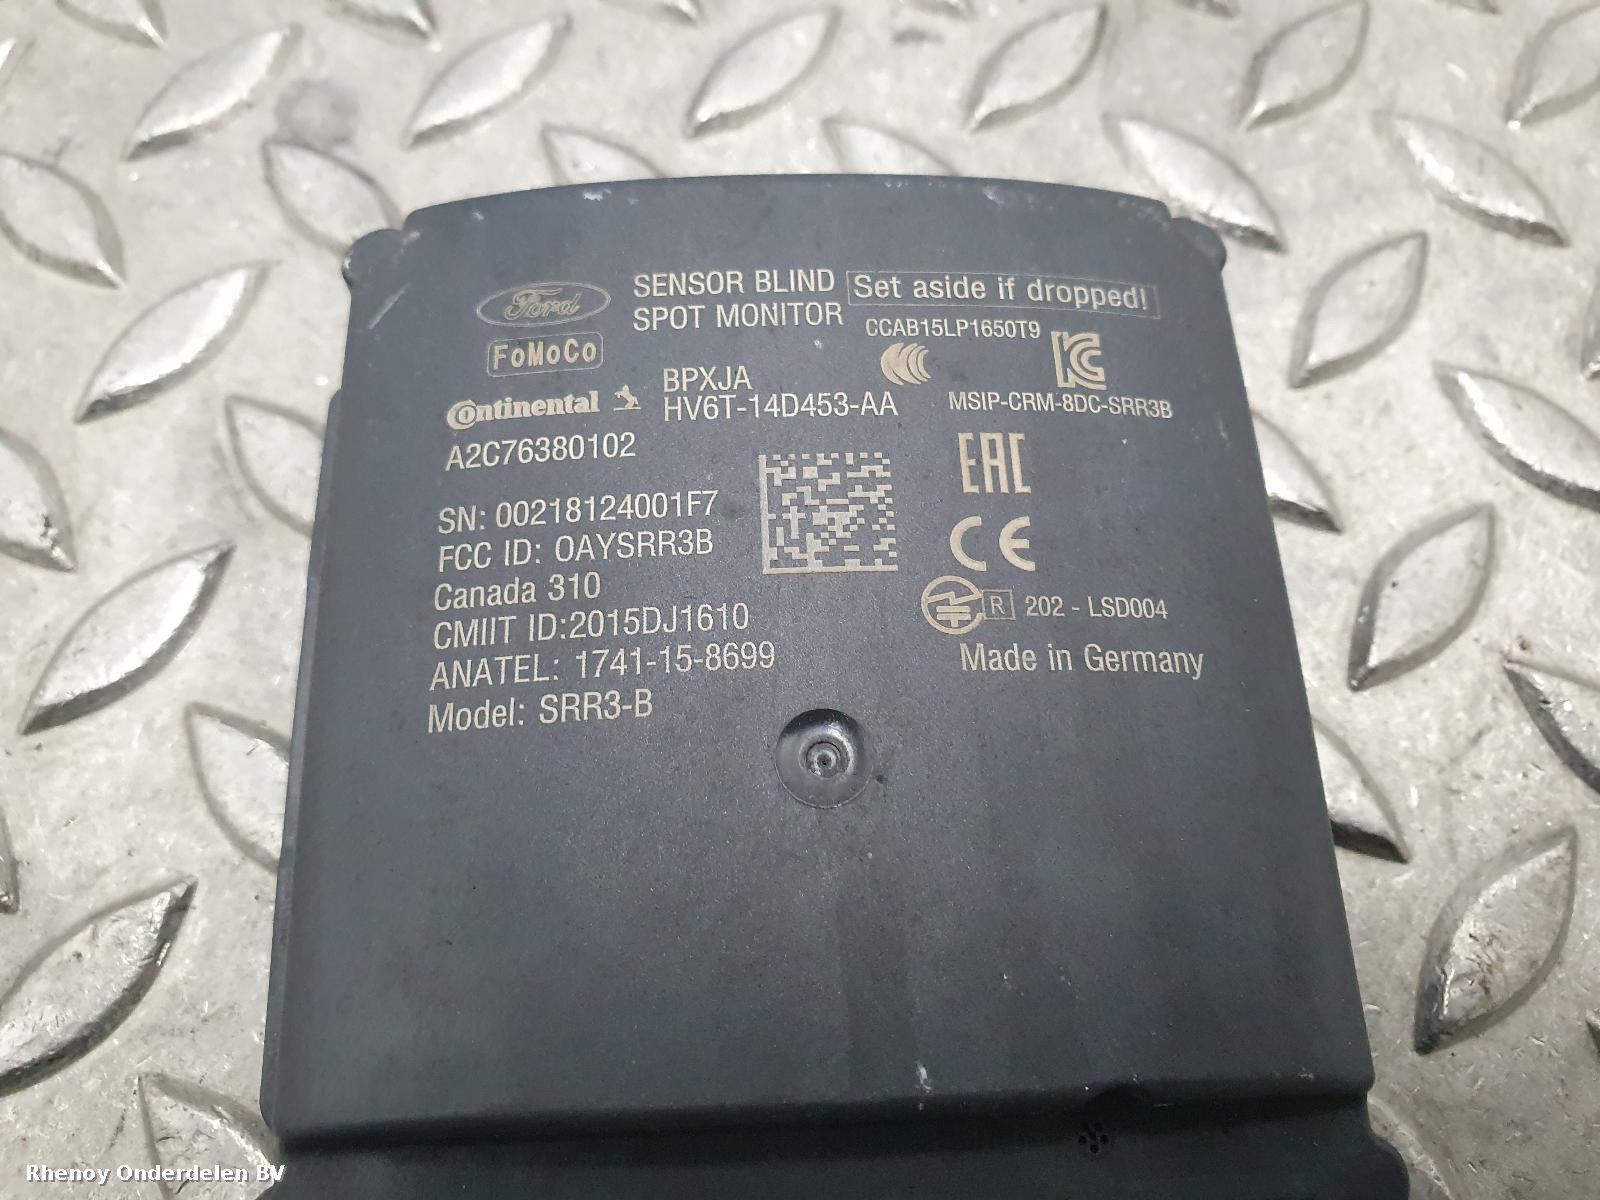 Ford
FoMoCo
SENSOR BLIND
SPOT MONITOR
Set aside if dropped!
CCAB15LP1650T9
Continental
BPXJA
HV6T-14D453-AA
MSIP-CRM-8DC-SRR3B
A2C76380102
EAC
SN: 00218124001F7
FCC ID: OAYSRR3B
CE
Canada 310
CMIIT ID:2015DJ1610
R 202 - LSD004
ANATEL: 1741-15-8699
Made in Germany
Model: SRR3-B
Rhenoy Onderdelen BV